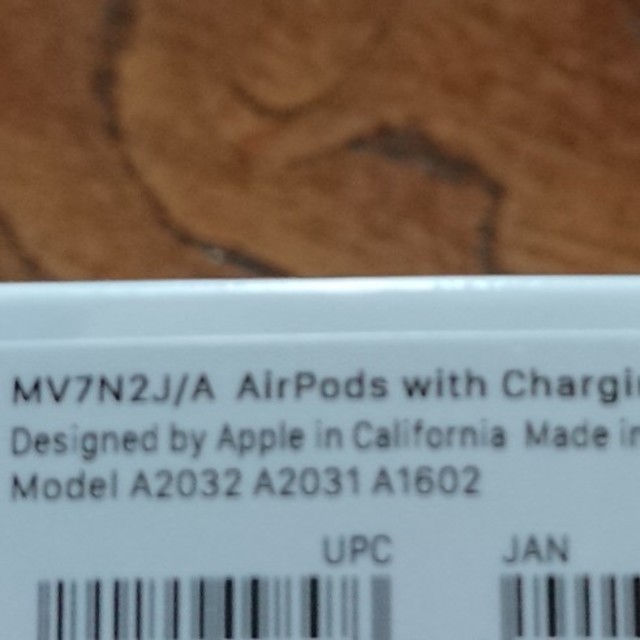 MV7N2J/A AirPods with Chargi
Designed by Apple in California Made in
Model A2032 A2031 A1602
UPC JAN